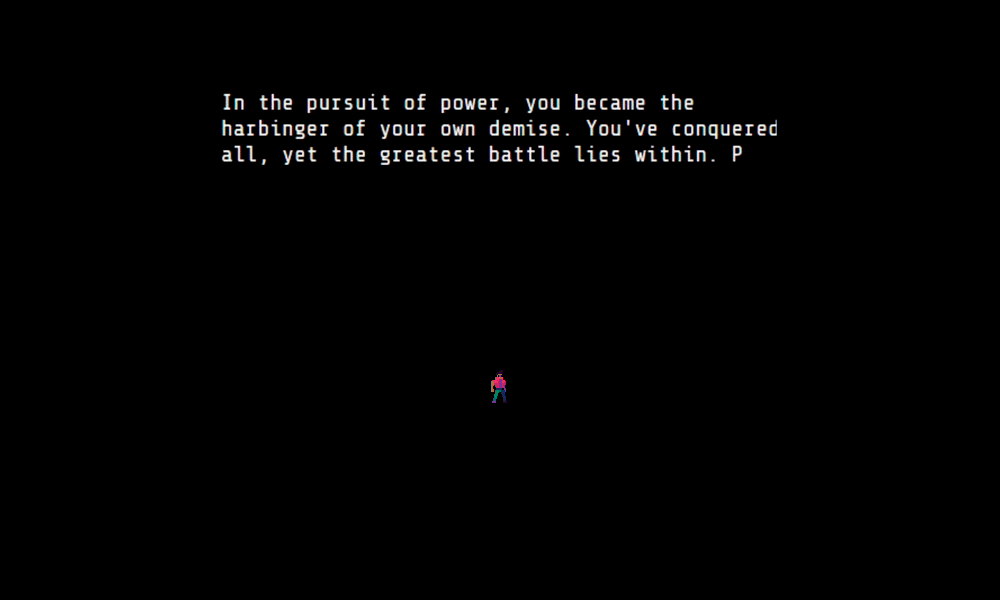 In the pursuit of power, you became the
harbinger of your own demise. You've conquered
all, yet the greatest battle lies within. P